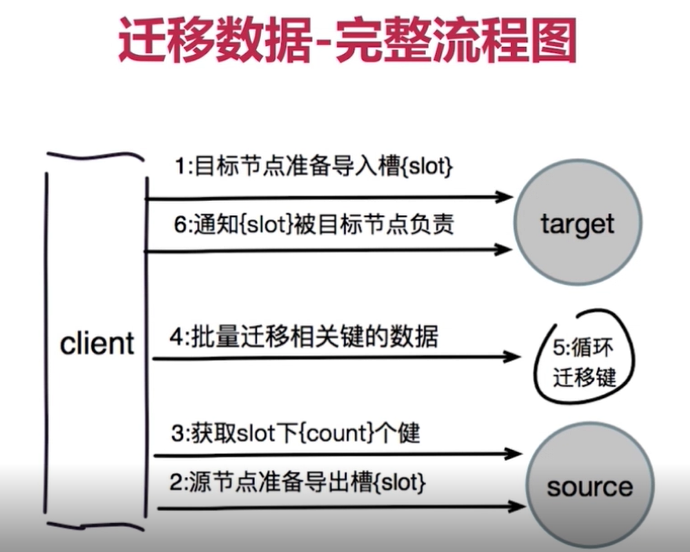 迁移数据-完整流程图
1:目标节点准备导入槽{slot}
6:通知{slot}被目标节点负责
target
client
4:批量迁移相关键的数据
5:循环
迁移键
3:获取slot下{count}个健
2:源节点准备导出槽{slot}
source